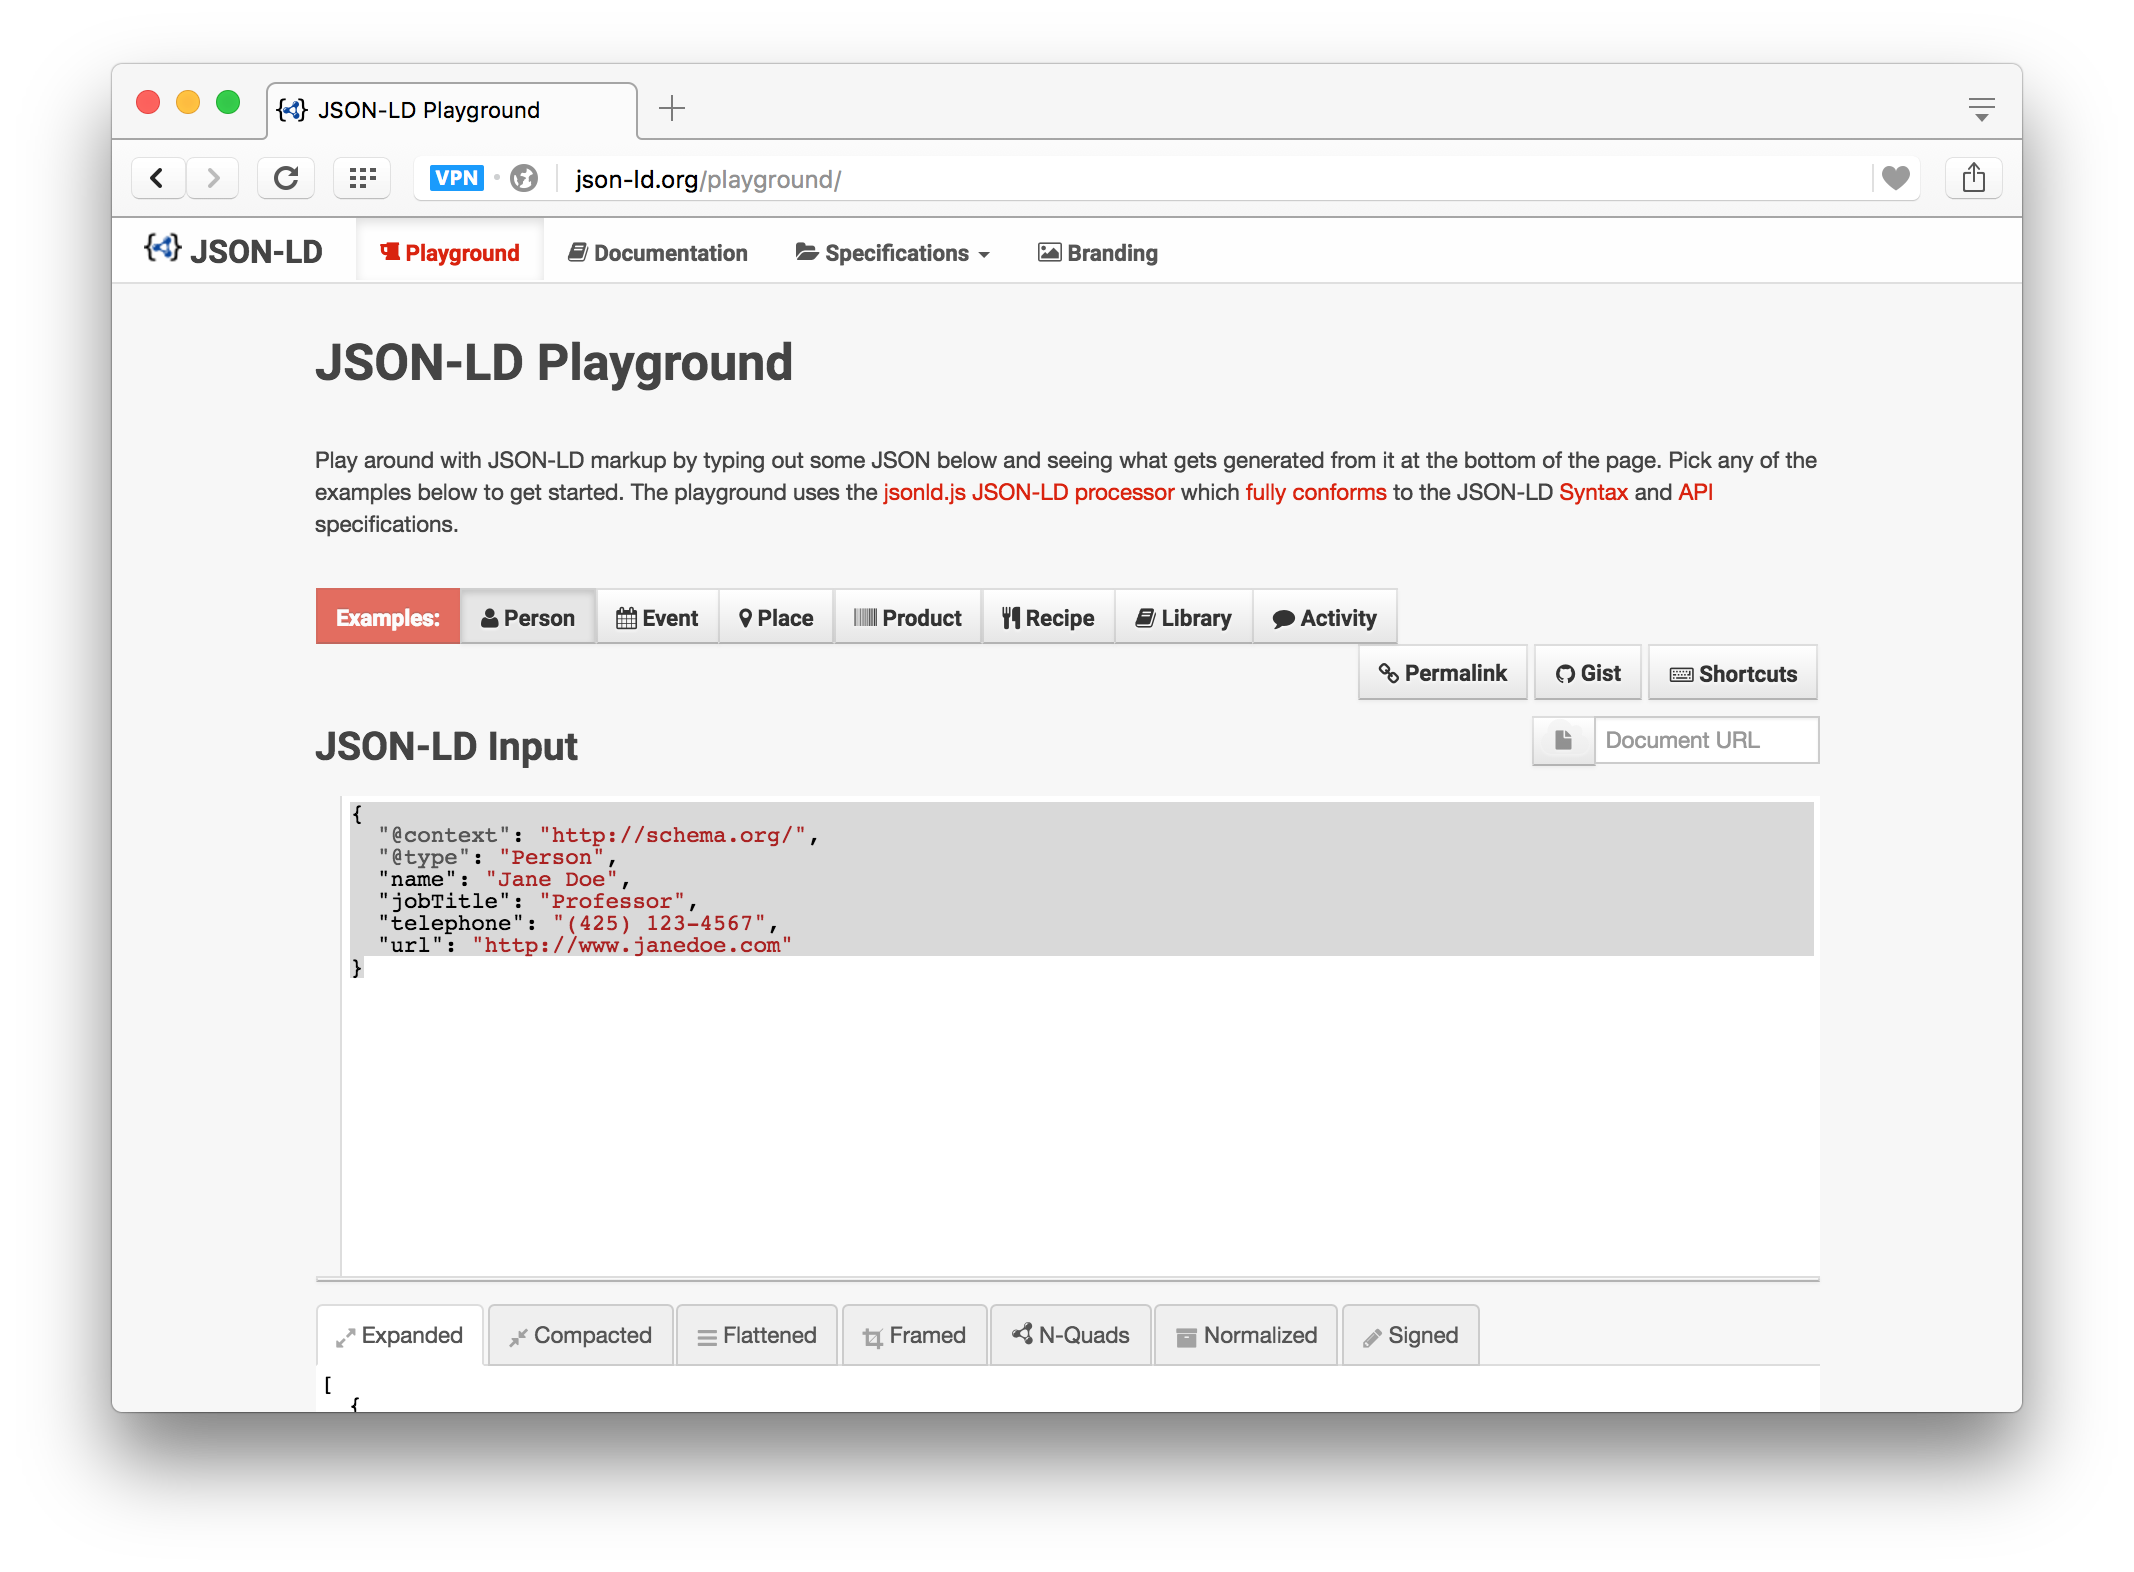 JSON-LD Playground
VPN json-ld.org/playground/
JSON-LD Playground Documentation Specifications Branding
JSON-LD Playground
Play around with JSON-LD markup by typing out some JSON below and seeing what gets generated from it at the bottom of the page. Pick any of the
examples below to get started. The playground uses the jsonld.js JSON-LD processor which fully conforms to the JSON-LD Syntax and API
specifications.
Examples: Person Event Place Product Recipe Library Activity
Permalink Gist Shortcuts
JSON-LD Input Document URL
{
  "@context": "http://schema.org/",
  "@type": "Person",
  "name": "Jane Doe",
  "jobTitle": "Professor",
  "telephone": "(425) 123-4567",
  "url": "http://www.janedoe.com"
}
Expanded Compacted Flattened Framed N-Quads Normalized Signed
[
  {